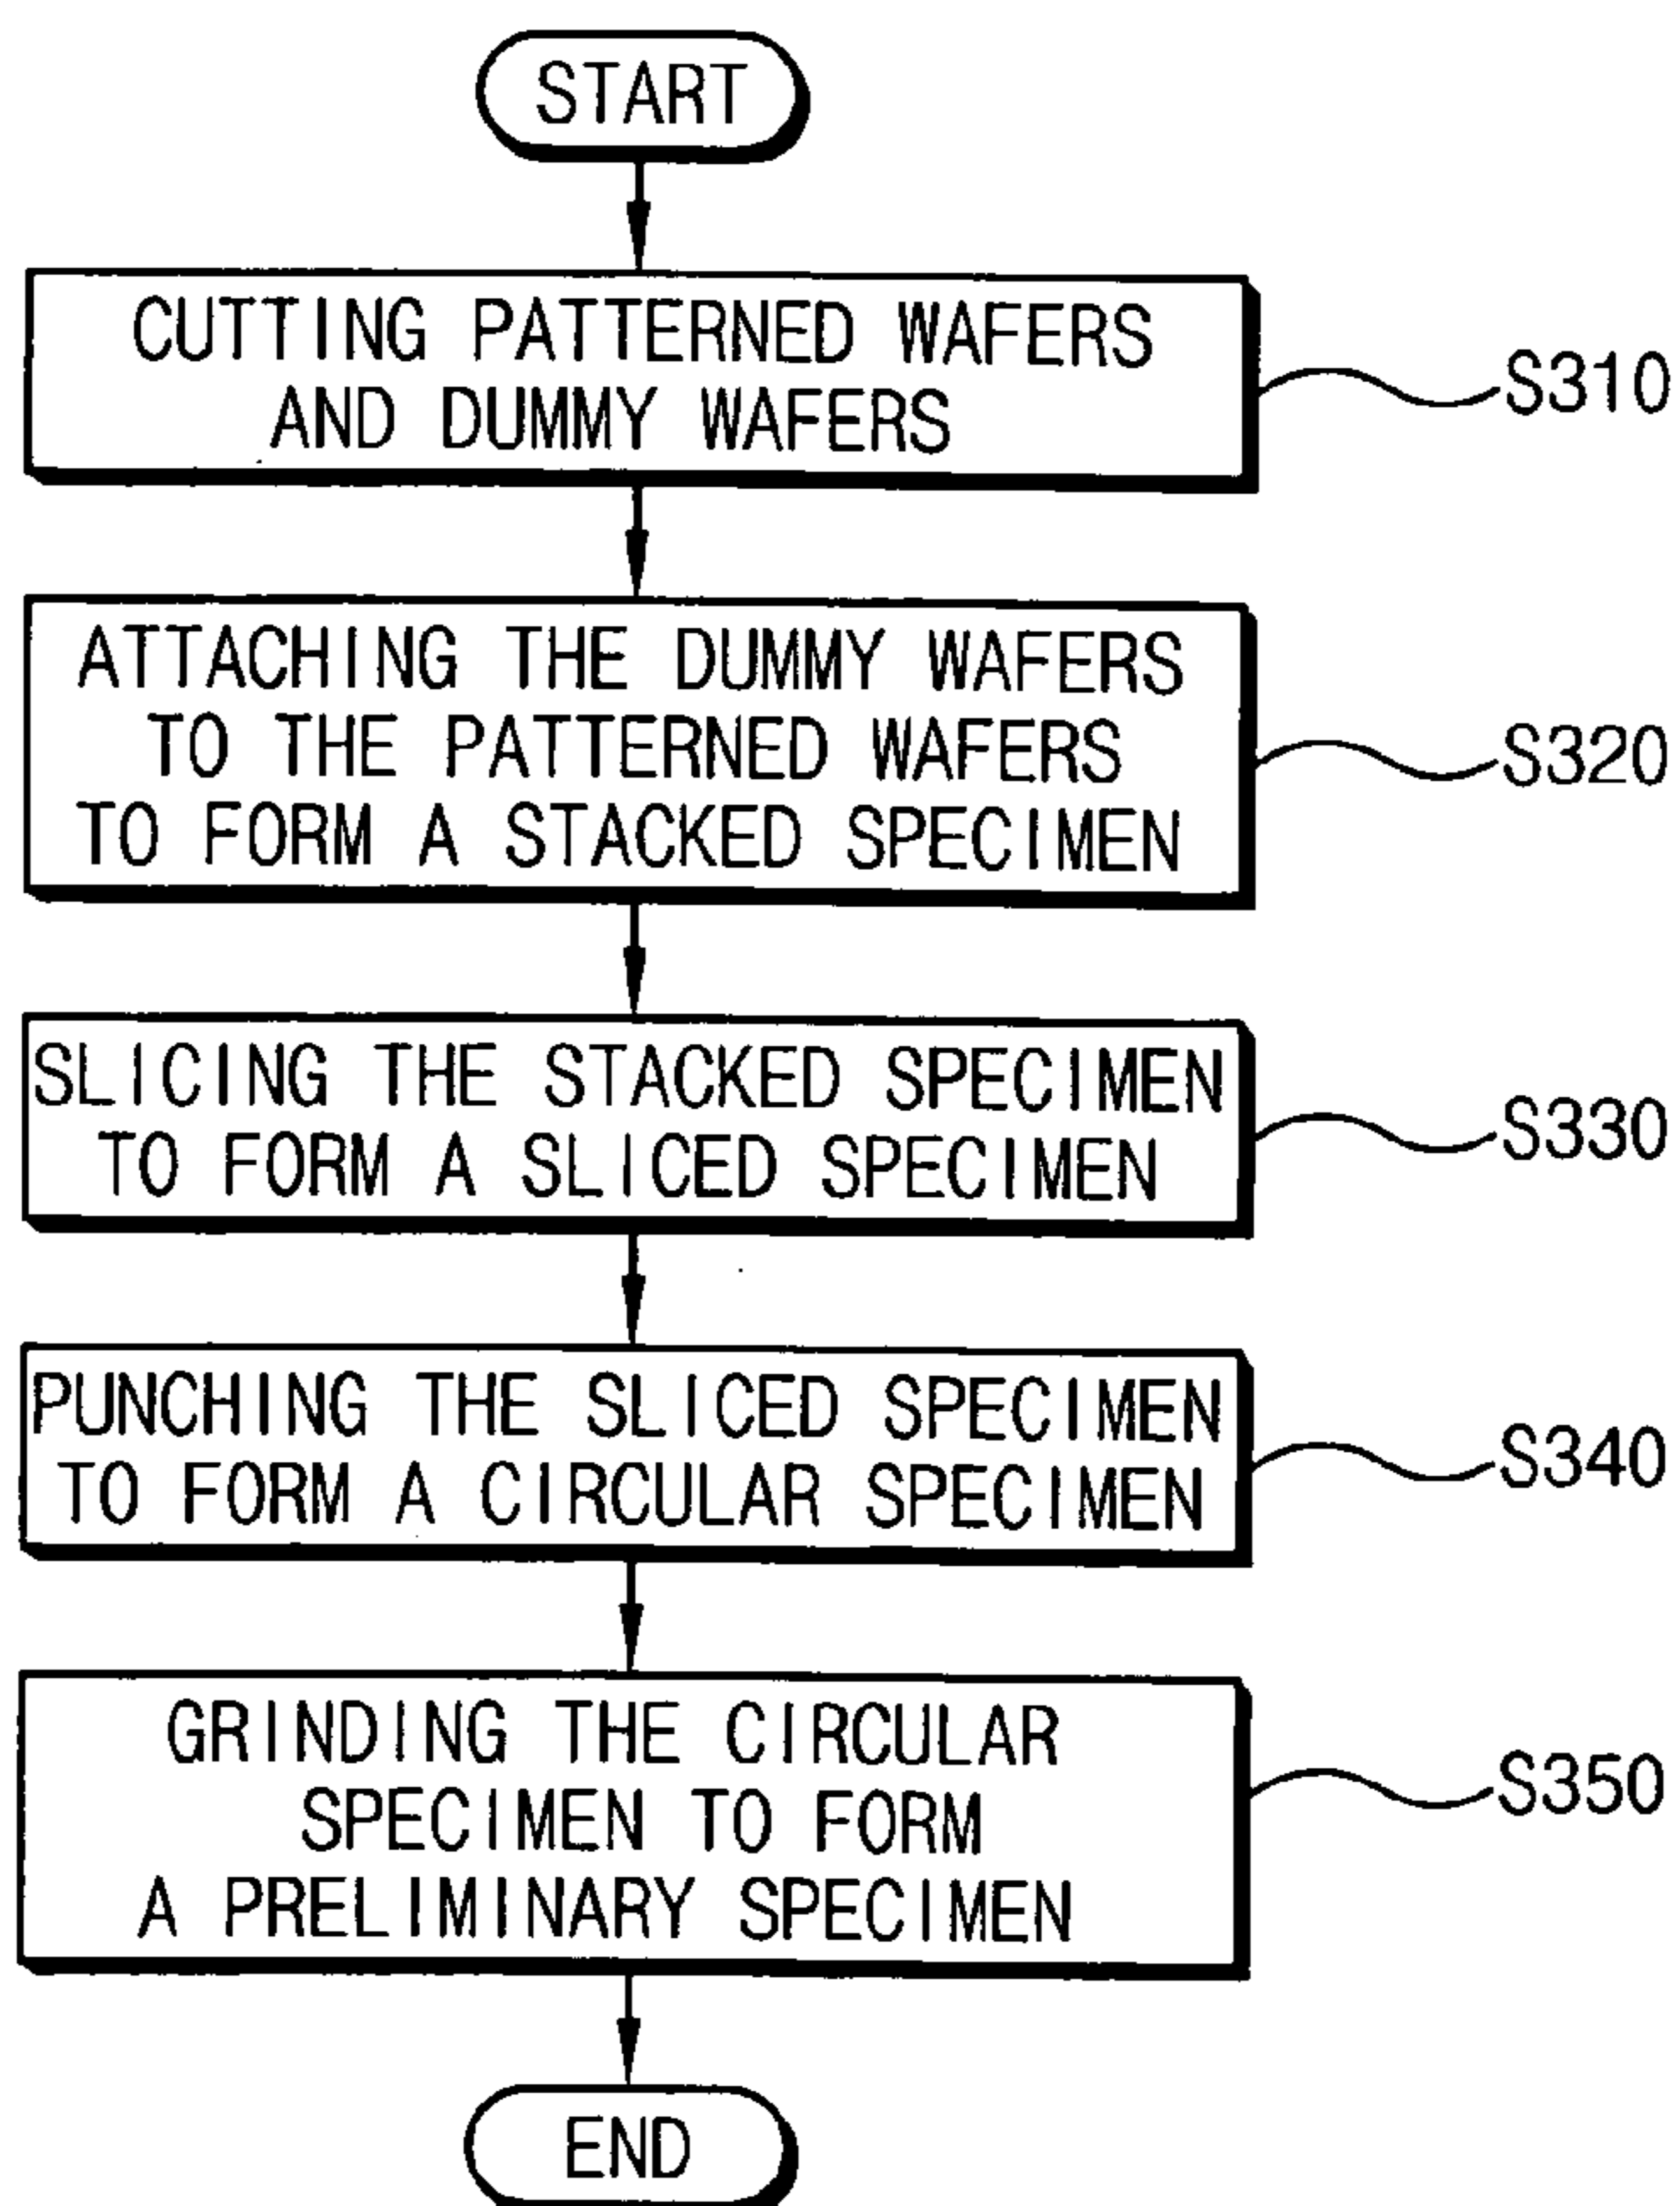 START
CUTTING PATTERNED WAFERS
AND DUMMY WAFERS
S310
ATTACHING THE DUMMY WAFERS
TO THE PATTERNED WAFERS
TO FORM A STACKED SPECIMEN
S320
SLICING THE STACKED SPECIMEN
TO FORM A SLICED SPECIMEN
S330
PUNCHING THE SLICED SPECIMEN
TO FORM A CIRCULAR SPECIMEN
S340
GRINDING THE CIRCULAR
SPECIMEN TO FORM
A PRELIMINARY SPECIMEN
S350
END